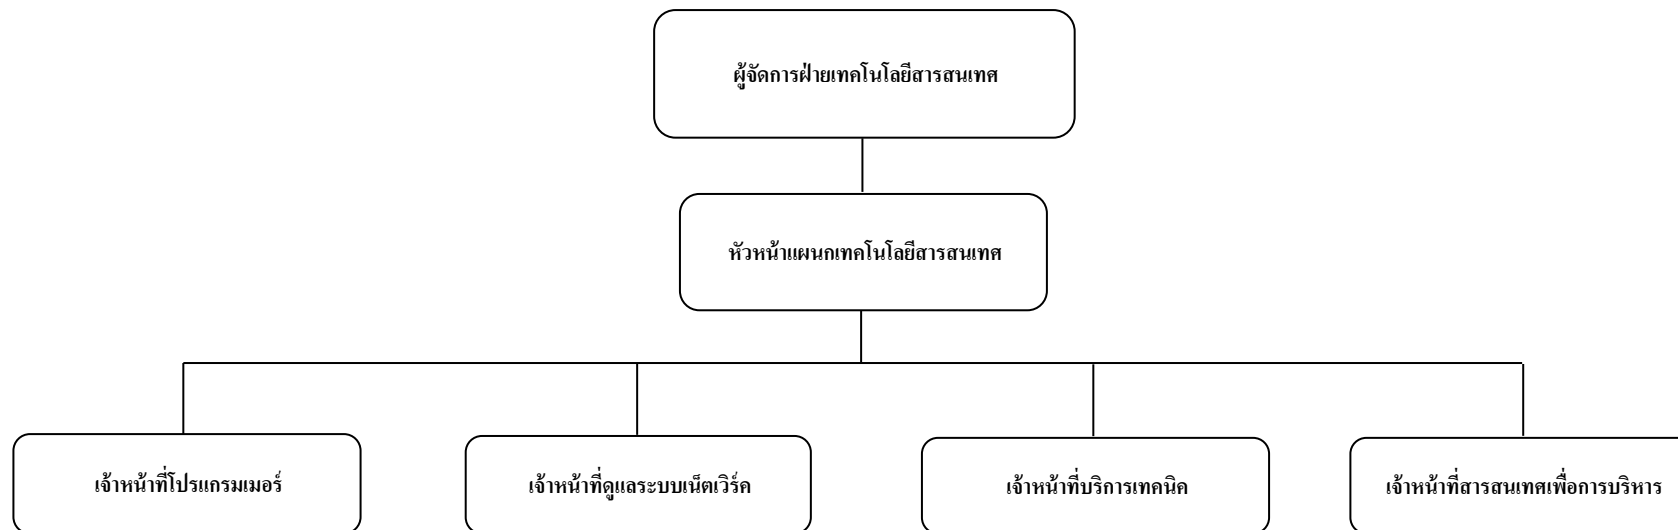 ผู้จัดการฝ่ายเทคโนโลยีสารสนเทศ
หัวหน้าแผนกเทคโนโลยีสารสนเทศ
เจ้าหน้าที่โปรแกรมเมอร์
เจ้าหน้าที่ดูแลระบบเน็ตเวิร์ค
เจ้าหน้าที่บริการเทคนิค
เจ้าหน้าที่สารสนเทศเพื่อการบริหาร